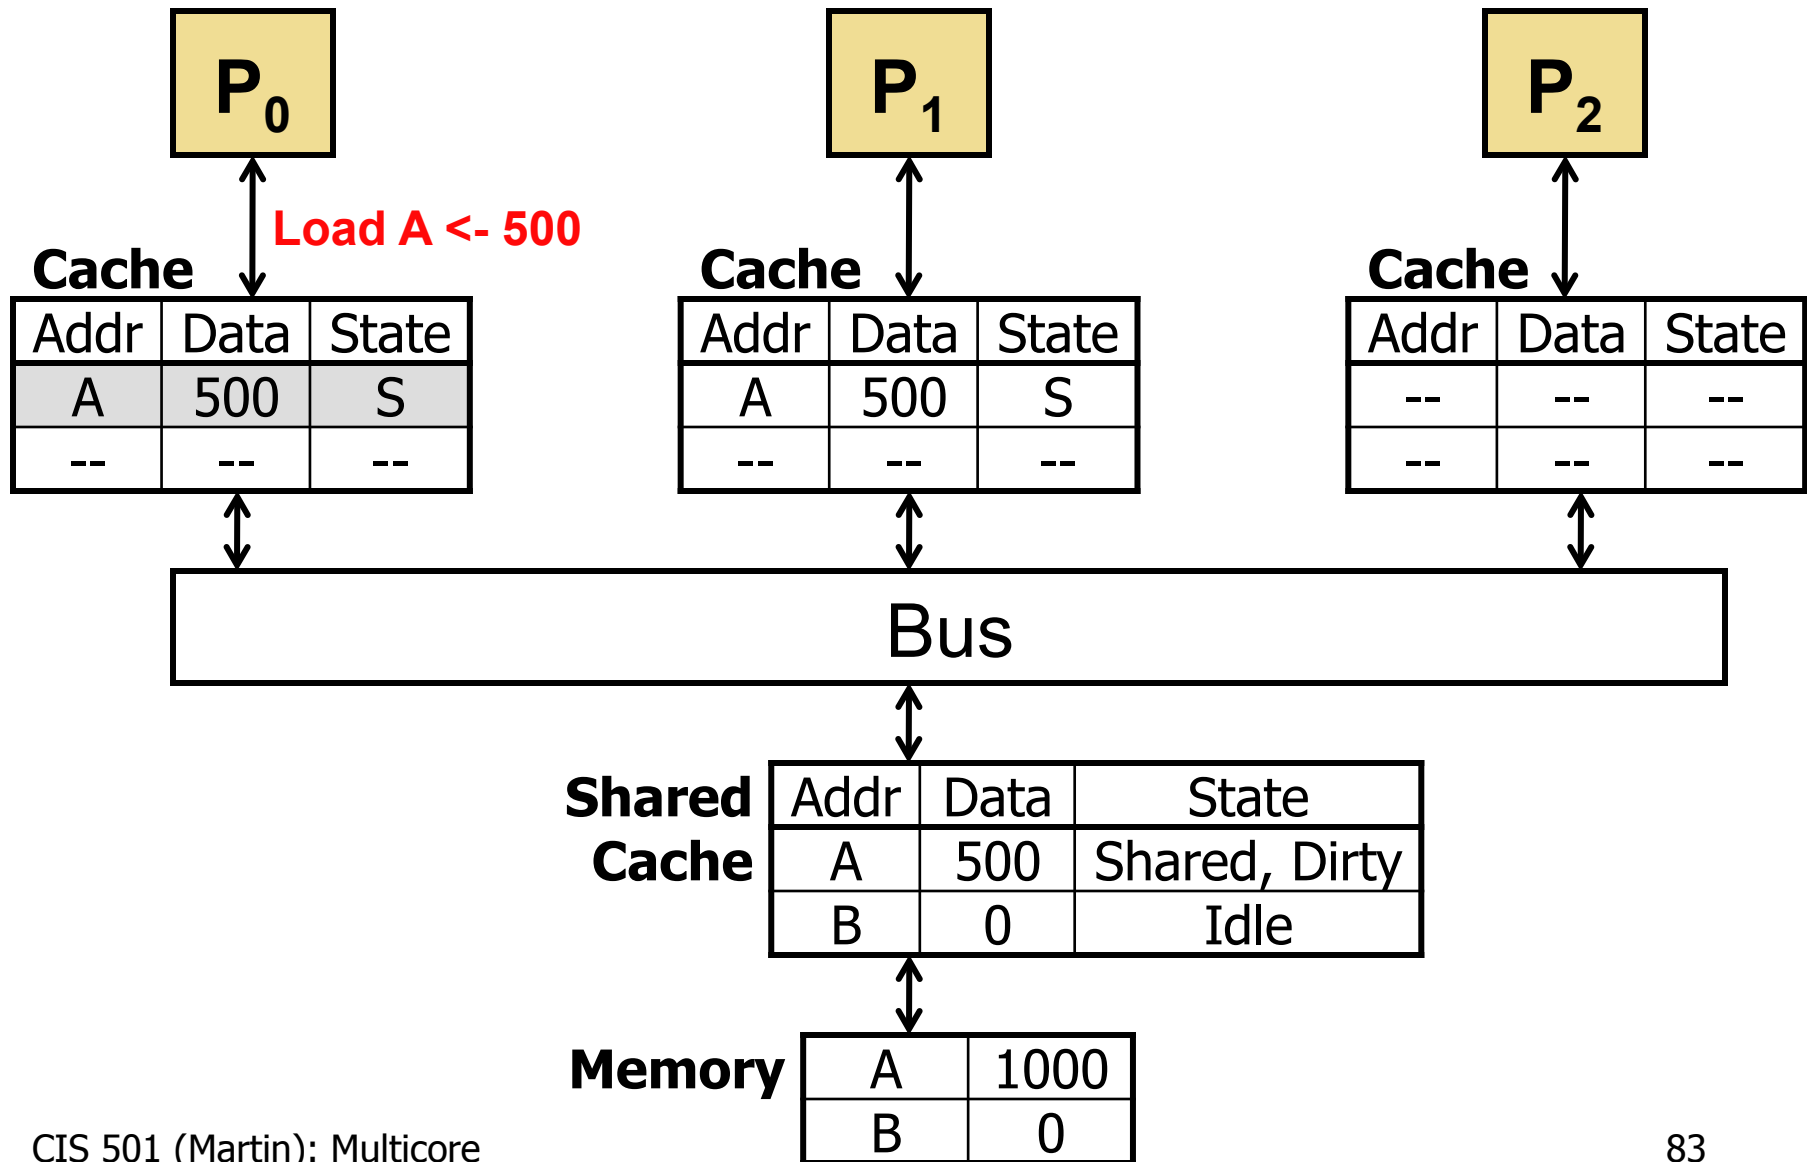 P0 P1 P2
Load A <- 500
Cache Cache Cache
Addr Data State Addr Data State Addr Data State
A 500 S A 500 S -- -- --
-- -- -- -- -- -- -- -- --
Bus
Shared Addr Data State
Cache A 500 Shared, Dirty
B 0 Idle
Memory A 1000
B 0
CIS 501 (Martin): Multicore 83